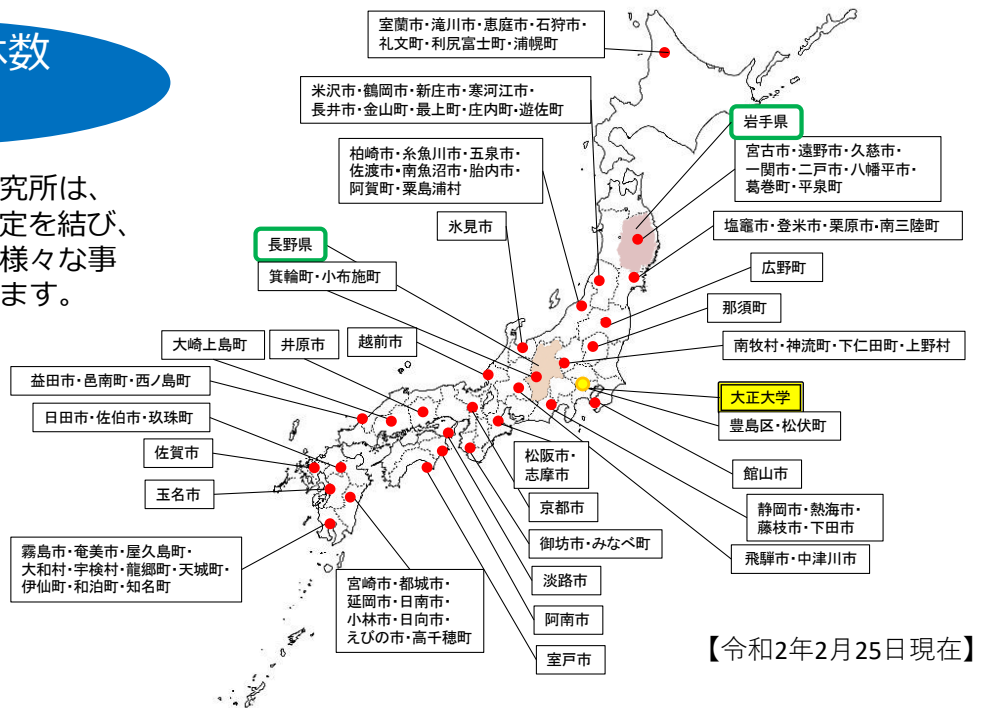 体数
究所は、
定を結び、
様々な事
ます。
室蘭市・滝川市・恵庭市・石狩市・
礼文町・利尻富士町・浦幌町
米沢市・鶴岡市・新庄市・寒河江市・
長井市・金山町・最上町・庄内町・遊佐町
岩手県
宮古市・遠野市・久慈市・
一関市・二戸市・八幡平市・
葛巻町・平泉町
柏崎市・糸魚川市・五泉市・
佐渡市・南魚沼市・胎内市・
阿賀町・粟島浦村
氷見市
塩竈市・登米市・栗原市・南三陸町
長野県
箕輪町・小布施町
広野町
那須町
大崎上島町
井原市
越前市
南牧村・神流町・下仁田町・上野村
益田市・邑南町・西ノ島町
大正大学
日田市・佐伯市・玖珠町
豊島区・松伏町
佐賀市
松阪市・
志摩市
館山市
玉名市
京都市
静岡市・熱海市・
藤枝市・下田市
霧島市・奄美市・屋久島町・
大和村・宇検村・龍郷町・天城町・
伊仙町・和泊町・知名町
御坊市・みなべ町
飛騨市・中津川市
宮崎市・都城市・
延岡市・日南市・
小林市・日向市・
えびの市・高千穂町
淡路市
阿南市
室戸市
【令和2年2月25日現在】